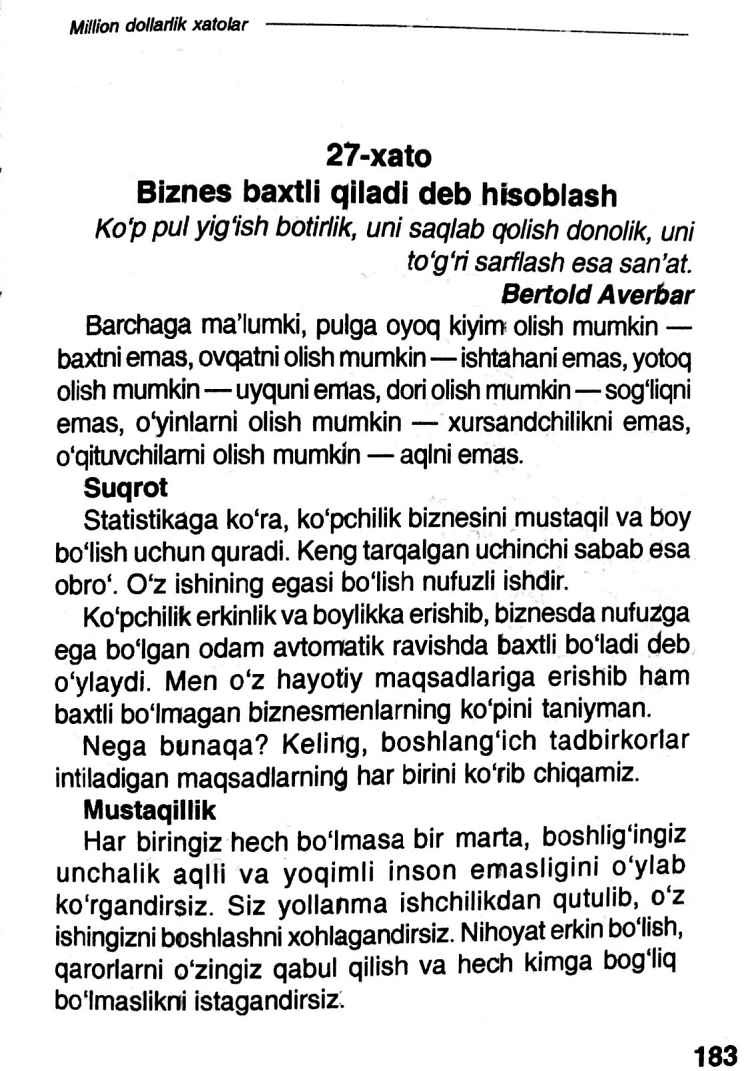 Million dollarlik xatolar
27-xato
Biznes baxtli qiladi deb hisoblash
Ko‘p pul yig‘ish botirlik, uni saqlab qolish donolik, uni
to‘g‘ri sarflash esa san’at.
Bertold Averbar
Barchaga ma’lumki, pulga oyoq kiyim olish mumkin —
baxtni emas, ovqatni olish mumkin — ishtahani emas, yotoq
olish mumkin — uyquni emas, dori olish mumkin — sog‘liqni
emas, o‘yinlarni olish mumkin — xursandchilikni emas,
o‘qituvchilarni olish mumkin — aqlni emas.
Suqrot
Statistikaga ko‘ra, ko‘pchilik biznesini mustaqil va boy
bo‘lish uchun quradi. Keng tarqalgan uchinchi sabab esa
obro‘. O‘z ishining egasi bo‘lish nufuzli ishdir.
Ko‘pchilik erkinlik va boylikka erishib, biznesda nufuzga
ega bo‘lgan odam avtomatik ravishda baxtli bo‘ladi deb
o‘ylaydi. Men o‘z hayotiy maqsadlariga erishib ham
baxtli bo‘lmagan biznesmenlarning ko‘pini taniyman.
Nega bunaqa? Keling, boshlang‘ich tadbirkorlar
intiladigan maqsadlarning har birini ko‘rib chiqamiz.
Mustaqillik
Har biringiz hech bo‘lmasa bir marta, boshlig‘ingiz
unchalik aqlli va yoqimli inson emasligini o‘ylab
ko‘rgandirsiz. Siz yollanma ishchilikdan qutulib, o‘z
ishingizni boshlashni xohlagandirsiz. Nihoyat erkin bo‘lish,
qarorlarni o‘zingiz qabul qilish va hech kimga bog‘liq
bo‘lmaslikni istagandirsiz.
183